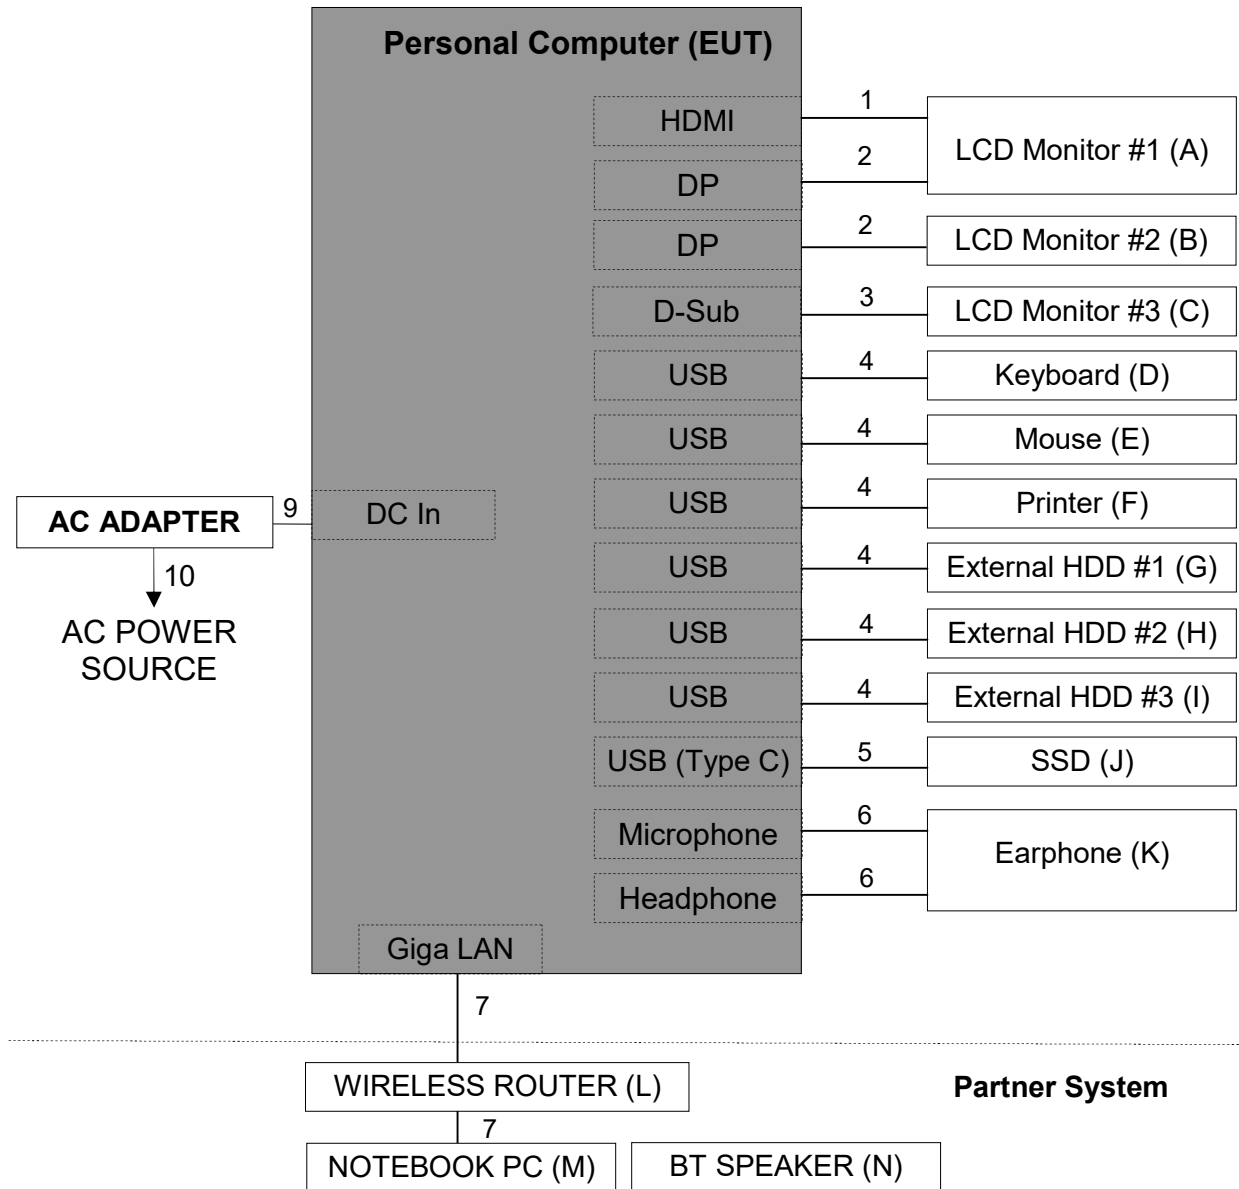 Personal Computer (EUT)
HDMI
1
LCD Monitor #1 (A)
DP
2
DP
2
LCD Monitor #2 (B)
D-Sub
3
LCD Monitor #3 (C)
USB
4
Keyboard (D)
USB
4
Mouse (E)
AC ADAPTER
9
DC In
USB
4
Printer (F)
10
AC POWER
SOURCE
USB
4
External HDD #1 (G)
USB
4
External HDD #2 (H)
USB
4
External HDD #3 (I)
USB (Type C)
5
SSD (J)
Microphone
6
Earphone (K)
Headphone
6
Giga LAN
7
WIRELESS ROUTER (L)
Partner System
7
NOTEBOOK PC (M)
BT SPEAKER (N)